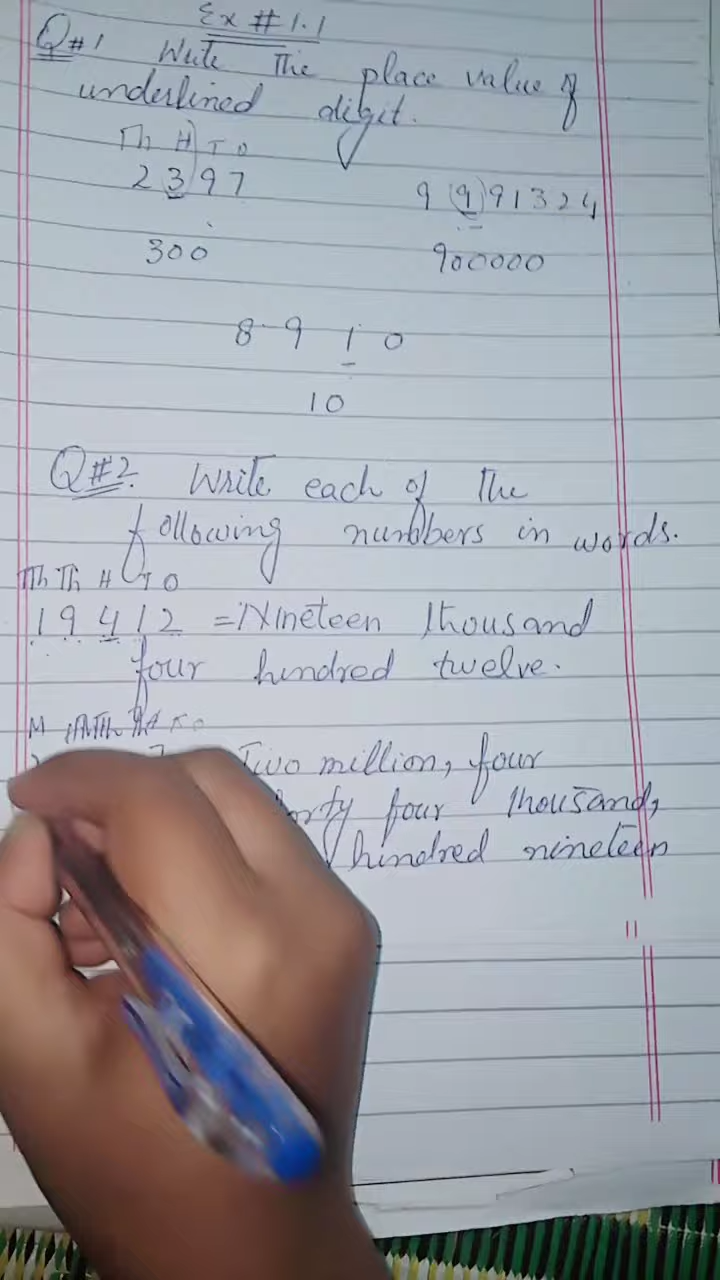 Ex # 1.1
Q#1 Write The place value of
underlined digit.
Th H T O
2 3 9 7
9 9 9 1 3 2 4
300
900000
8 9 1 0
10
Q#2. Write each of The
following numbers in words.
Th Th H T O
1 9 4 1 2 = Nineteen thousand
four hundred twelve.
M
Two million, four
four thousand,
hundred nineteen